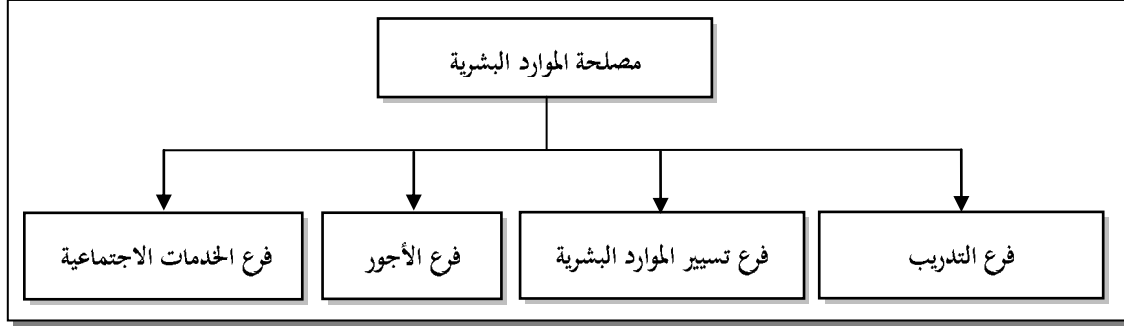 مصلحة الموارد البشرية
فرع التدريب
فرع تسيير الموارد البشرية
فرع الأجور
فرع الخدمات الاجتماعية